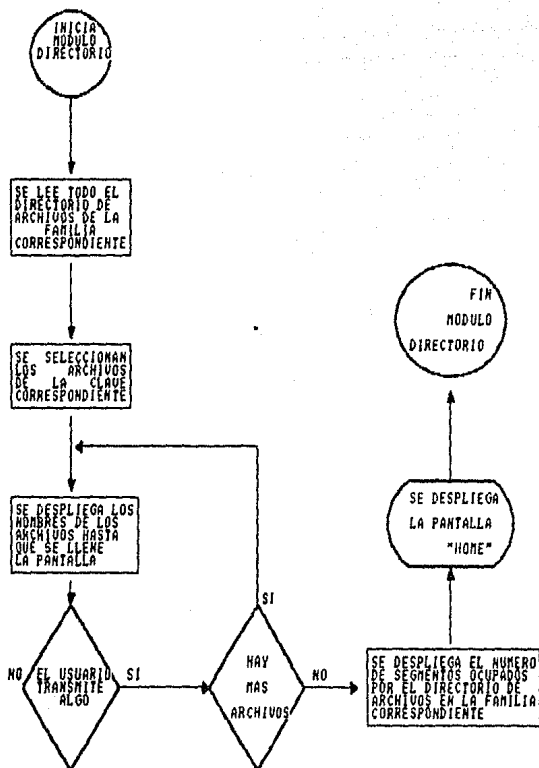 INICIA
MODULO
DIRECTORIO
SE LEE TODO EL
DIRECTORIO DE
ARCHIVOS DE LA
FAMILIA
CORRESPONDIENTE
SE SELECCIONAN
LOS ARCHIVOS
DE LA CLAVE
CORRESPONDIENTE
SE DESPLIEGA LOS
NOMBRES DE LOS
ARCHIVOS HASTA
QUE SE LLENE
LA PANTALLA
NO
EL USUARIO
TRANSMITE
ALGO
SI
SI
HAY
MAS
ARCHIVOS
NO
SE DESPLIEGA EL NUMERO
DE SEGMENTOS OCUPADOS
POR EL DIRECTORIO DE
ARCHIVOS EN LA FAMILIA
CORRESPONDIENTE
SE DESPLIEGA
LA PANTALLA
"HOME"
FIN
MODULO
DIRECTORIO